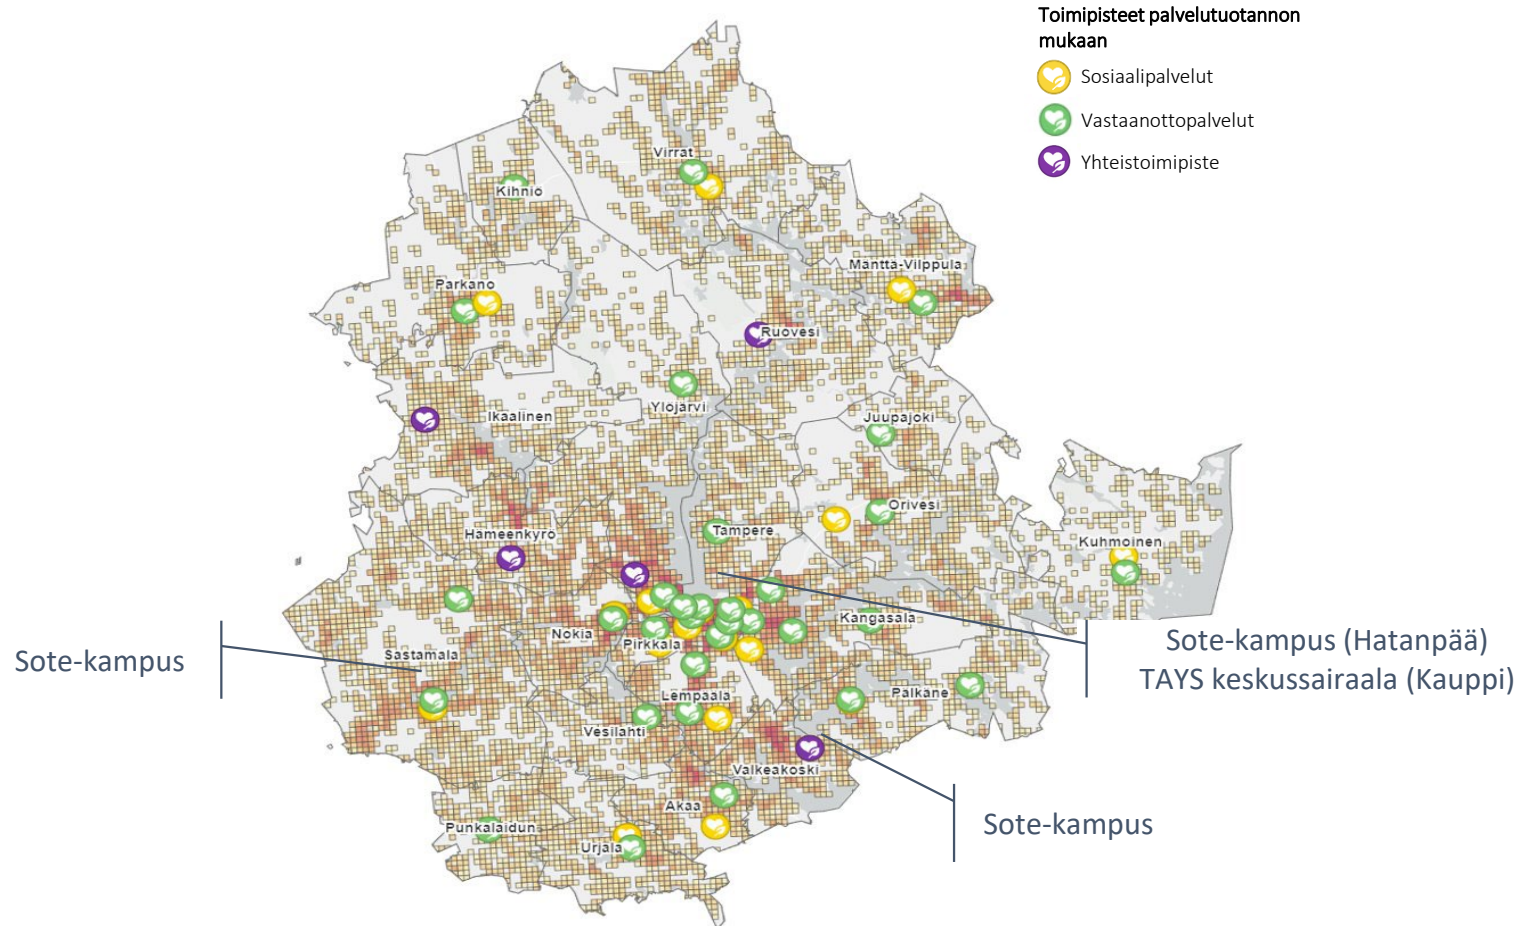 Toimipisteet palvelutuotannon
mukaan
Sosiaalipalvelut
Vastaanottopalvelut
Yhteistoimipiste
Virrat
Kihniö
Mänttä-Vilppula
Parkano
Ruovesi
Ylöjärvi
Ikaalinen
Juupajoki
Orivesi
Tampere
Hämeenkyrö
Kuhmoinen
Kangasala
Nokia
Pirkkala
Sastamala
Sote-kampus
Sote-kampus (Hatanpää)
TAYS keskussairaala (Kauppi)
Lempäälä
Pälkäne
Vesilahti
Valkeakoski
Akaa
Sote-kampus
Punkalaidun
Urjala